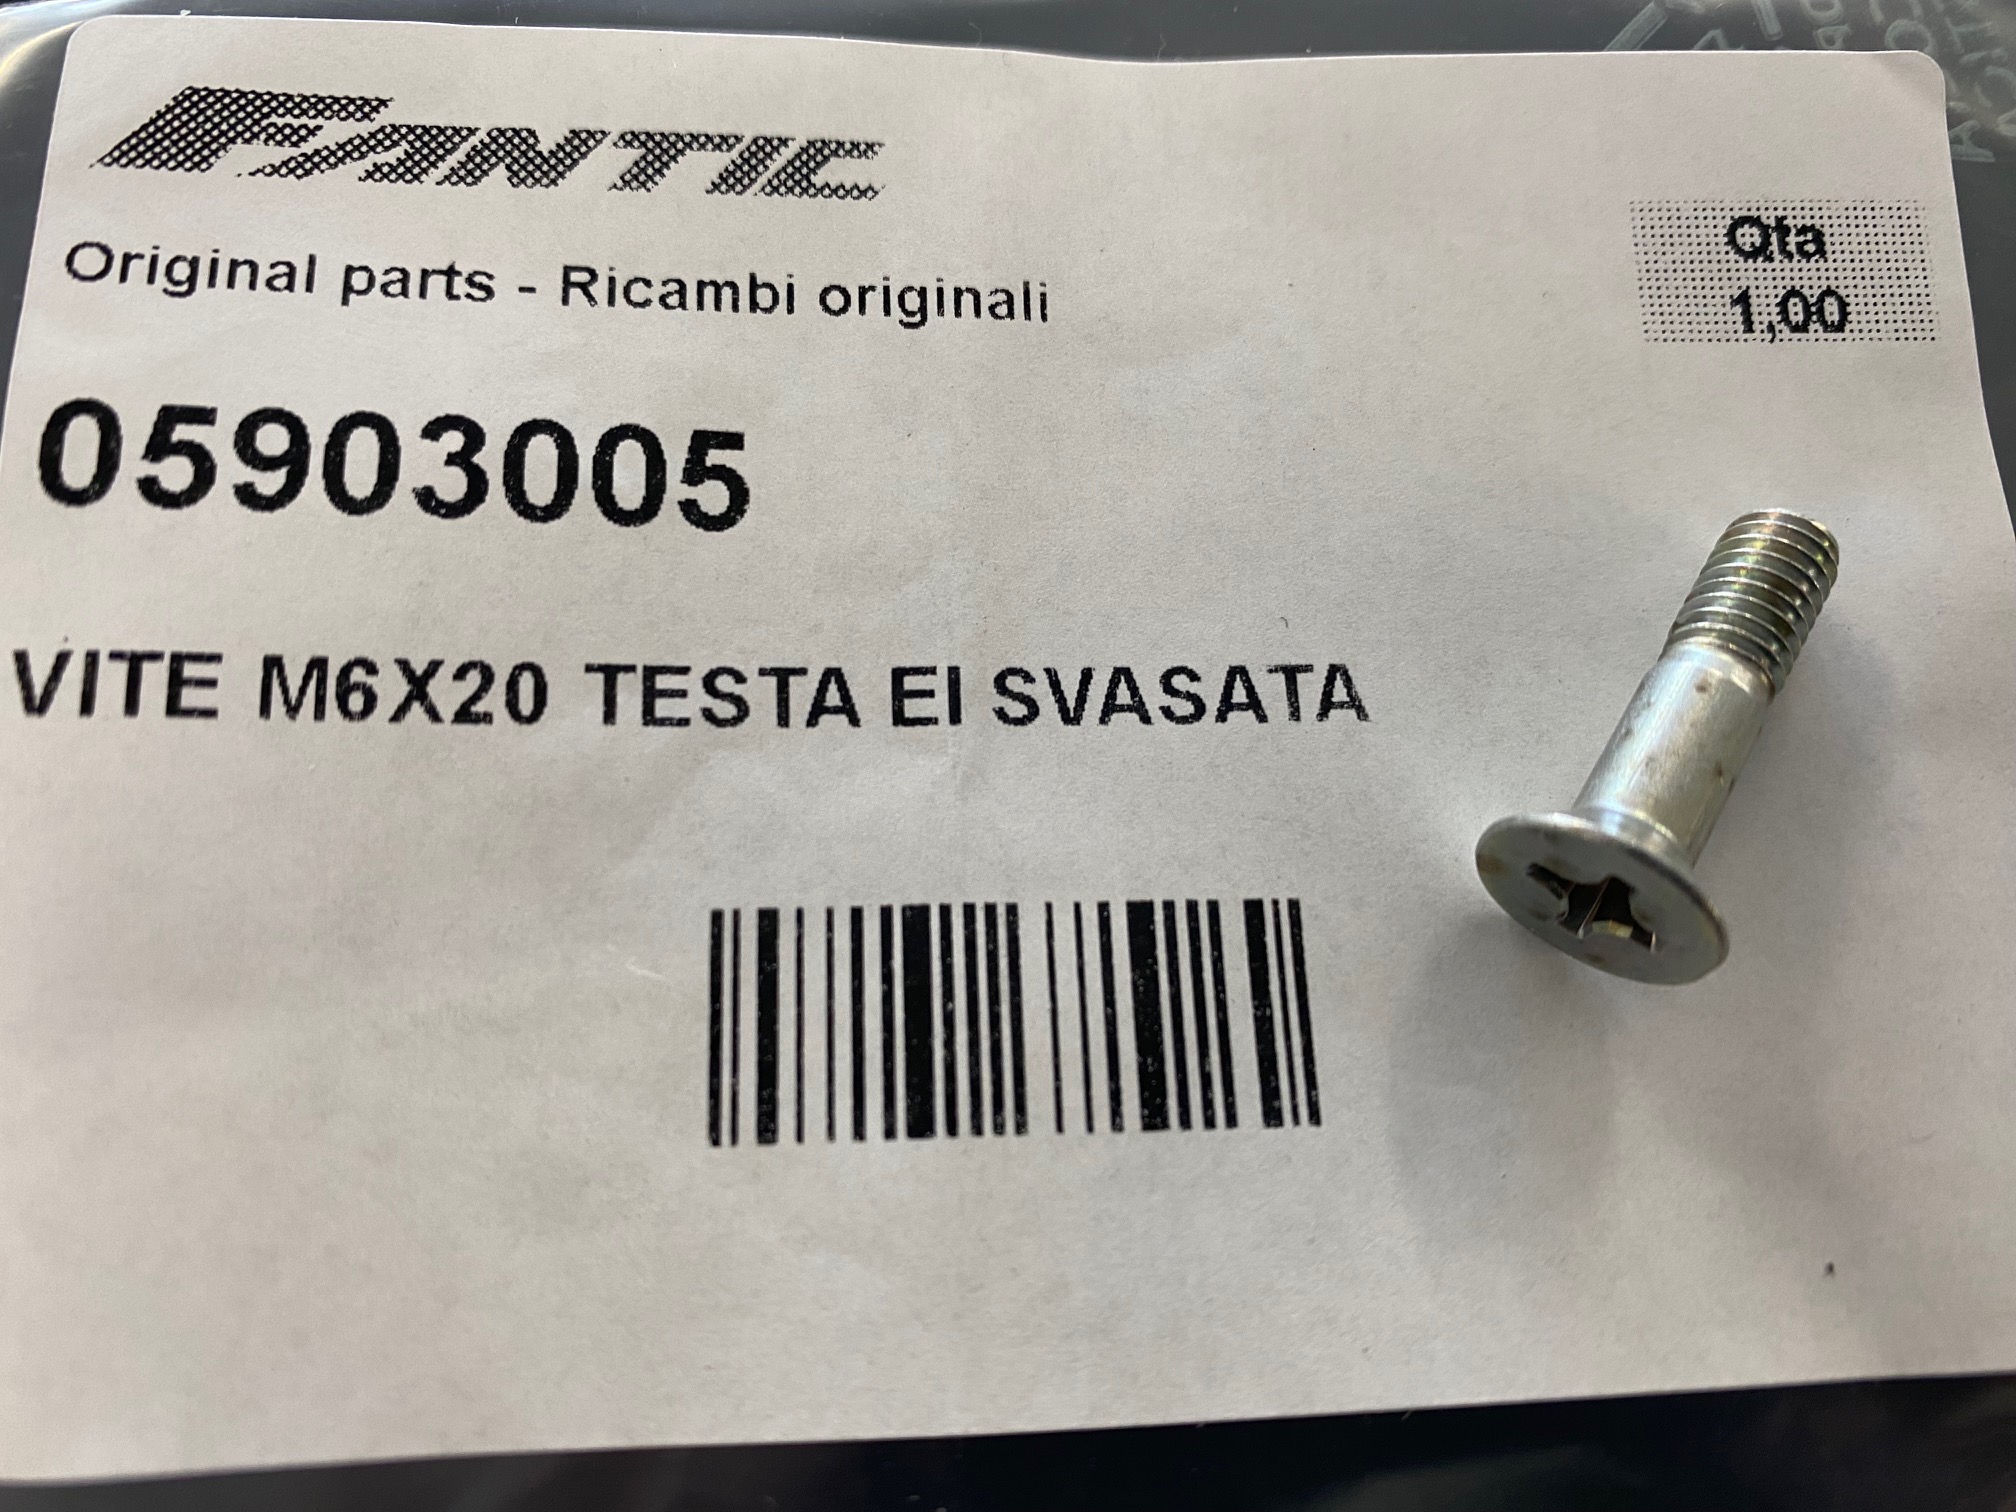 FANTIC
Original parts - Ricambi originali
Qta
1,00
05903005
VITE M6X20 TESTA EI SVASATA